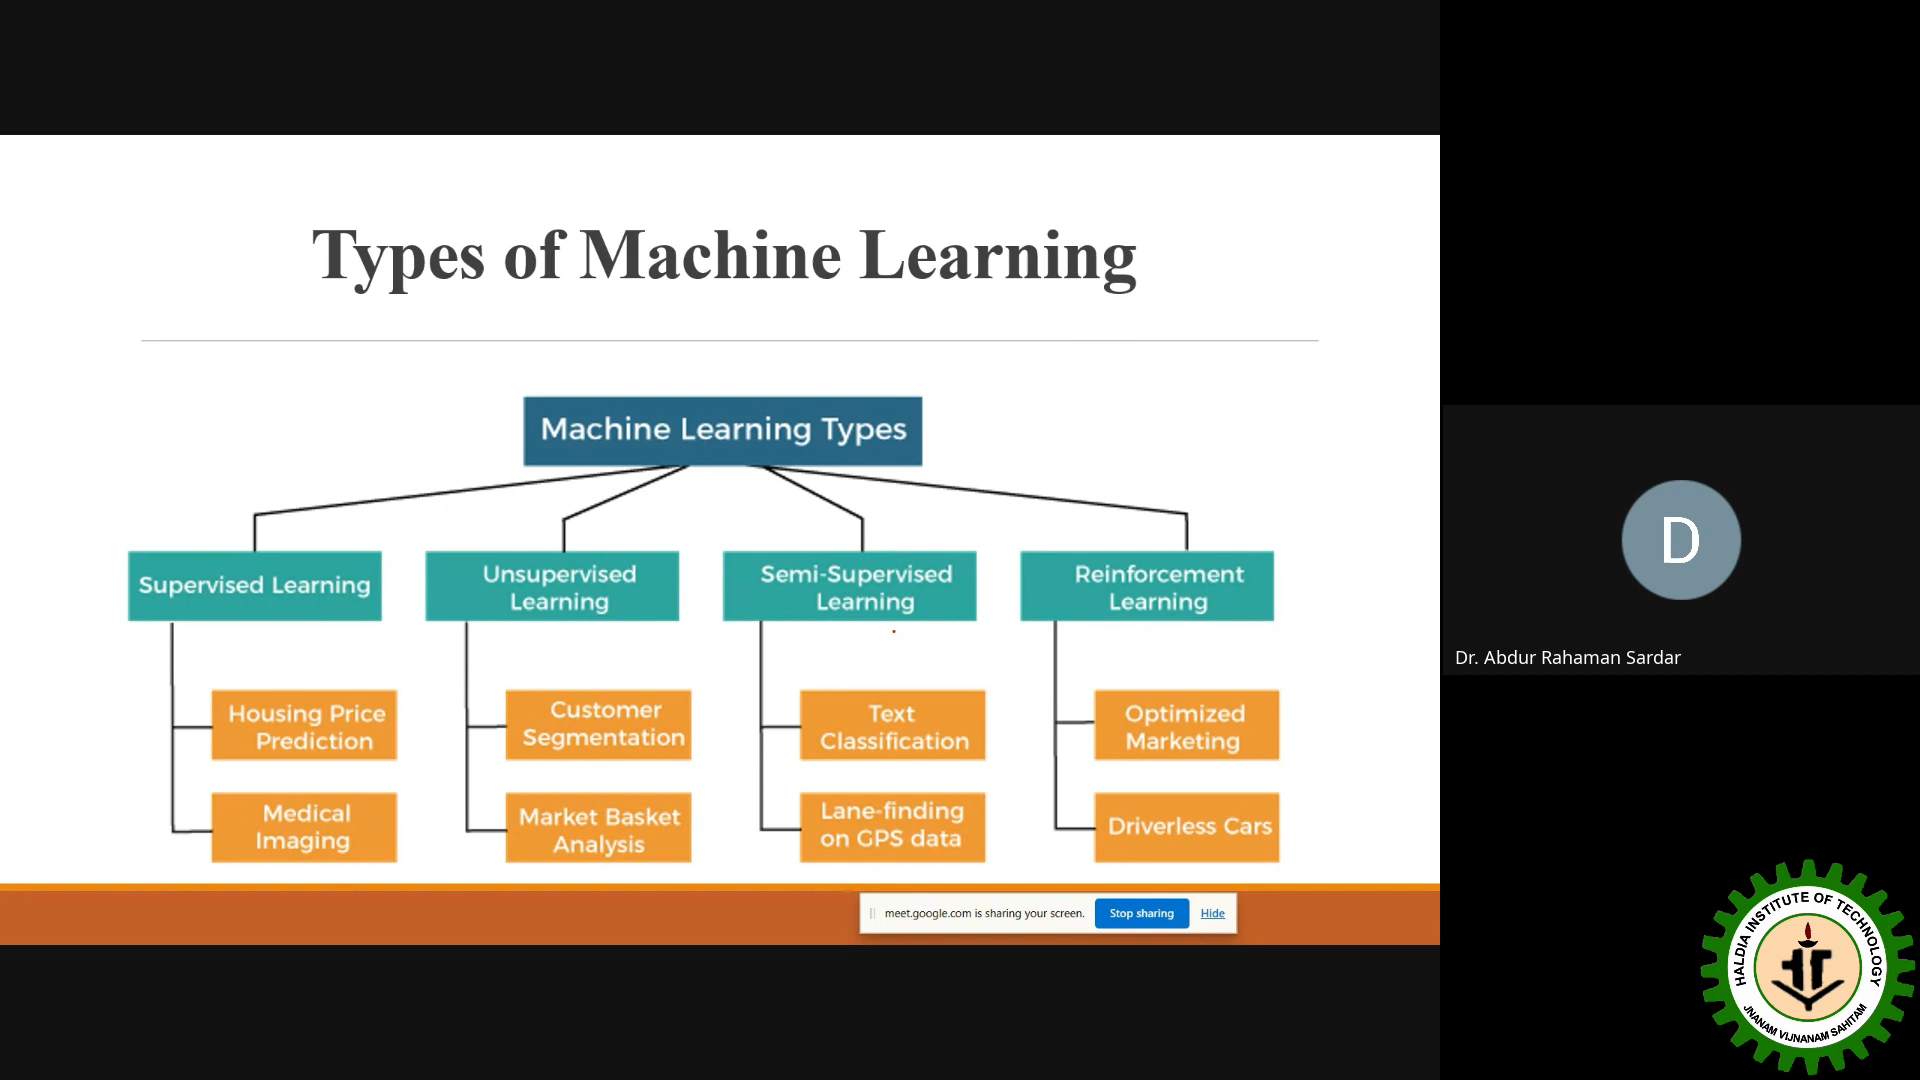 Types of Machine Learning
Machine Learning Types
Supervised Learning
Unsupervised
Learning
Semi-Supervised
Learning
Reinforcement
Learning
Housing Price
Prediction
Customer
Segmentation
Text
Classification
Optimized
Marketing
Medical
Imaging
Market Basket
Analysis
Lane-finding
on GPS data
Driverless Cars
meet.google.com is sharing your screen.
Stop sharing
Hide
D
Dr. Abdur Rahaman Sardar
HALDIA INSTITUTE OF TECHNOLOGY
JNANAM VIJNANAM SAHITAM